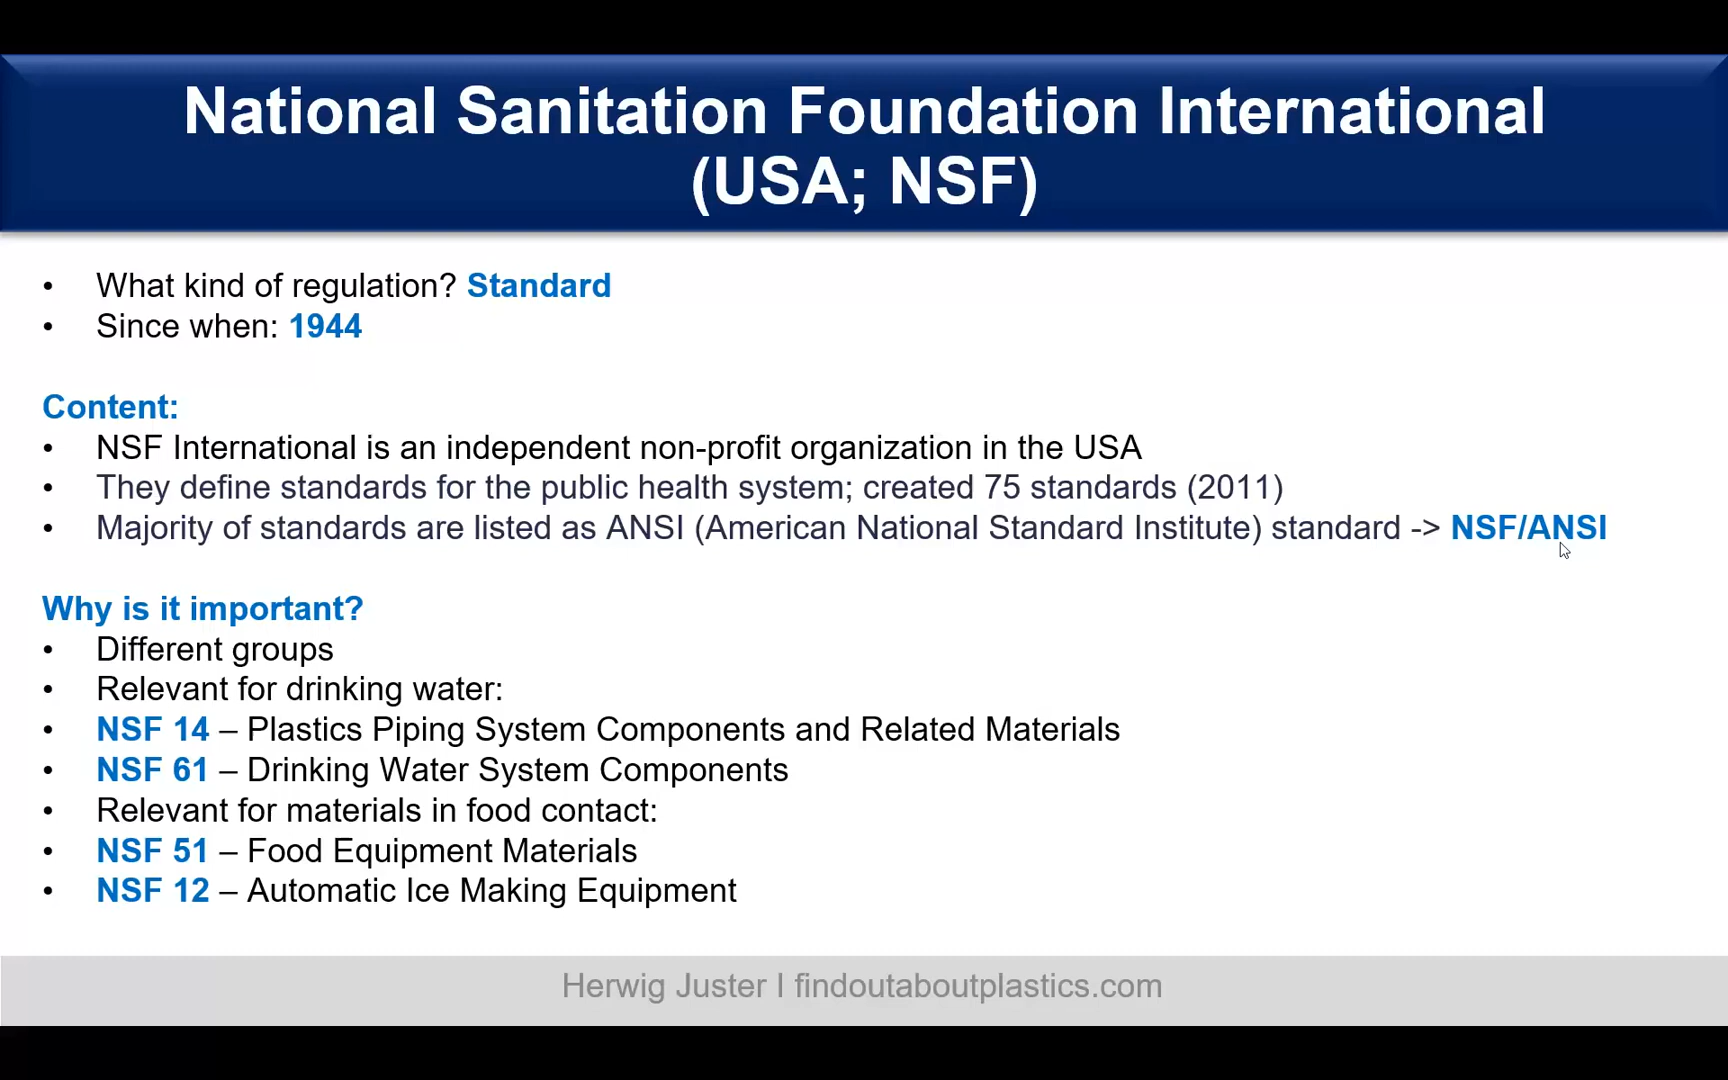 National Sanitation Foundation International
(USA; NSF)
• What kind of regulation? Standard
• Since when: 1944
Content:
• NSF International is an independent non-profit organization in the USA
• They define standards for the public health system; created 75 standards (2011)
• Majority of standards are listed as ANSI (American National Standard Institute) standard -> NSF/ANSI
Why is it important?
• Different groups
• Relevant for drinking water:
• NSF 14 – Plastics Piping System Components and Related Materials
• NSF 61 – Drinking Water System Components
• Relevant for materials in food contact:
• NSF 51 – Food Equipment Materials
• NSF 12 – Automatic Ice Making Equipment
Herwig Juster I findoutaboutplastics.com